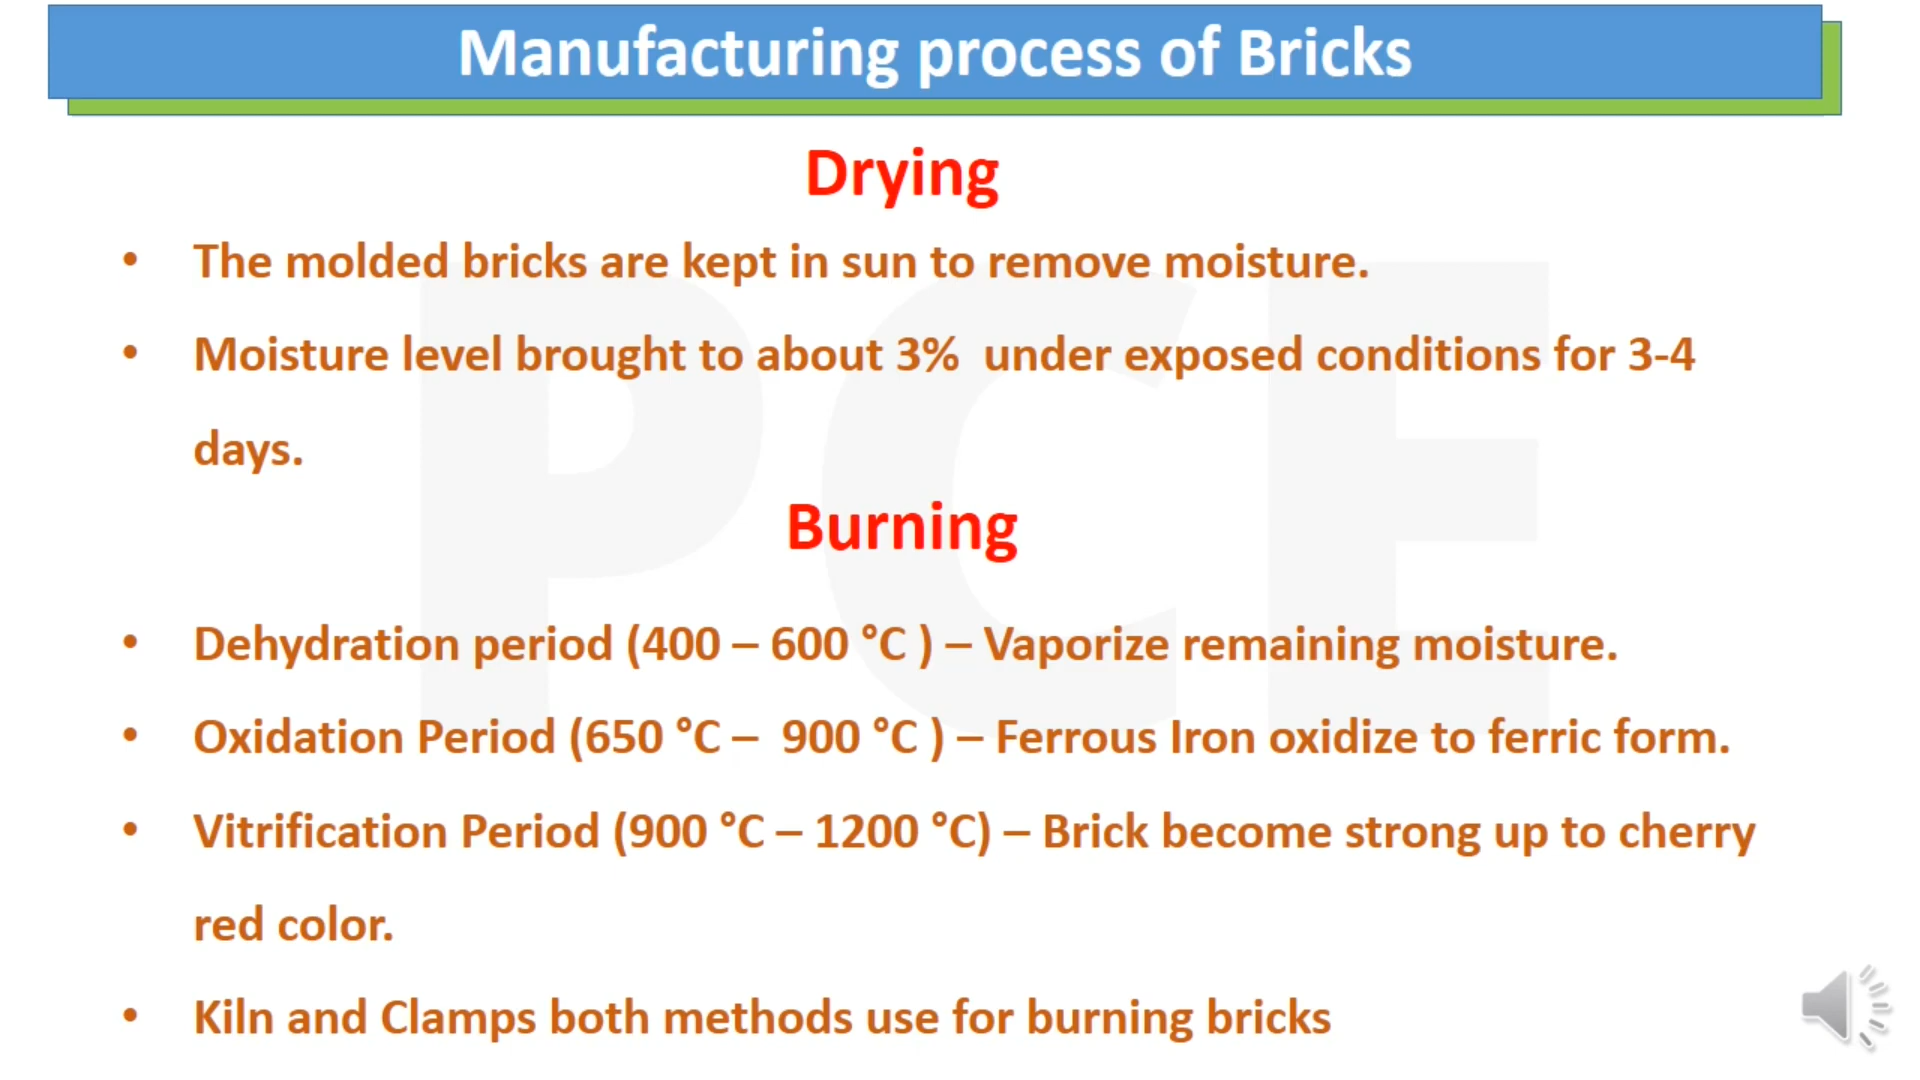 Manufacturing process of Bricks
Drying
• The molded bricks are kept in sun to remove moisture.
• Moisture level brought to about 3% under exposed conditions for 3-4
days.
Burning
• Dehydration period (400 – 600 °C ) – Vaporize remaining moisture.
• Oxidation Period (650 °C – 900 °C ) – Ferrous Iron oxidize to ferric form.
• Vitrification Period (900 °C – 1200 °C) – Brick become strong up to cherry
red color.
• Kiln and Clamps both methods use for burning bricks
PCE